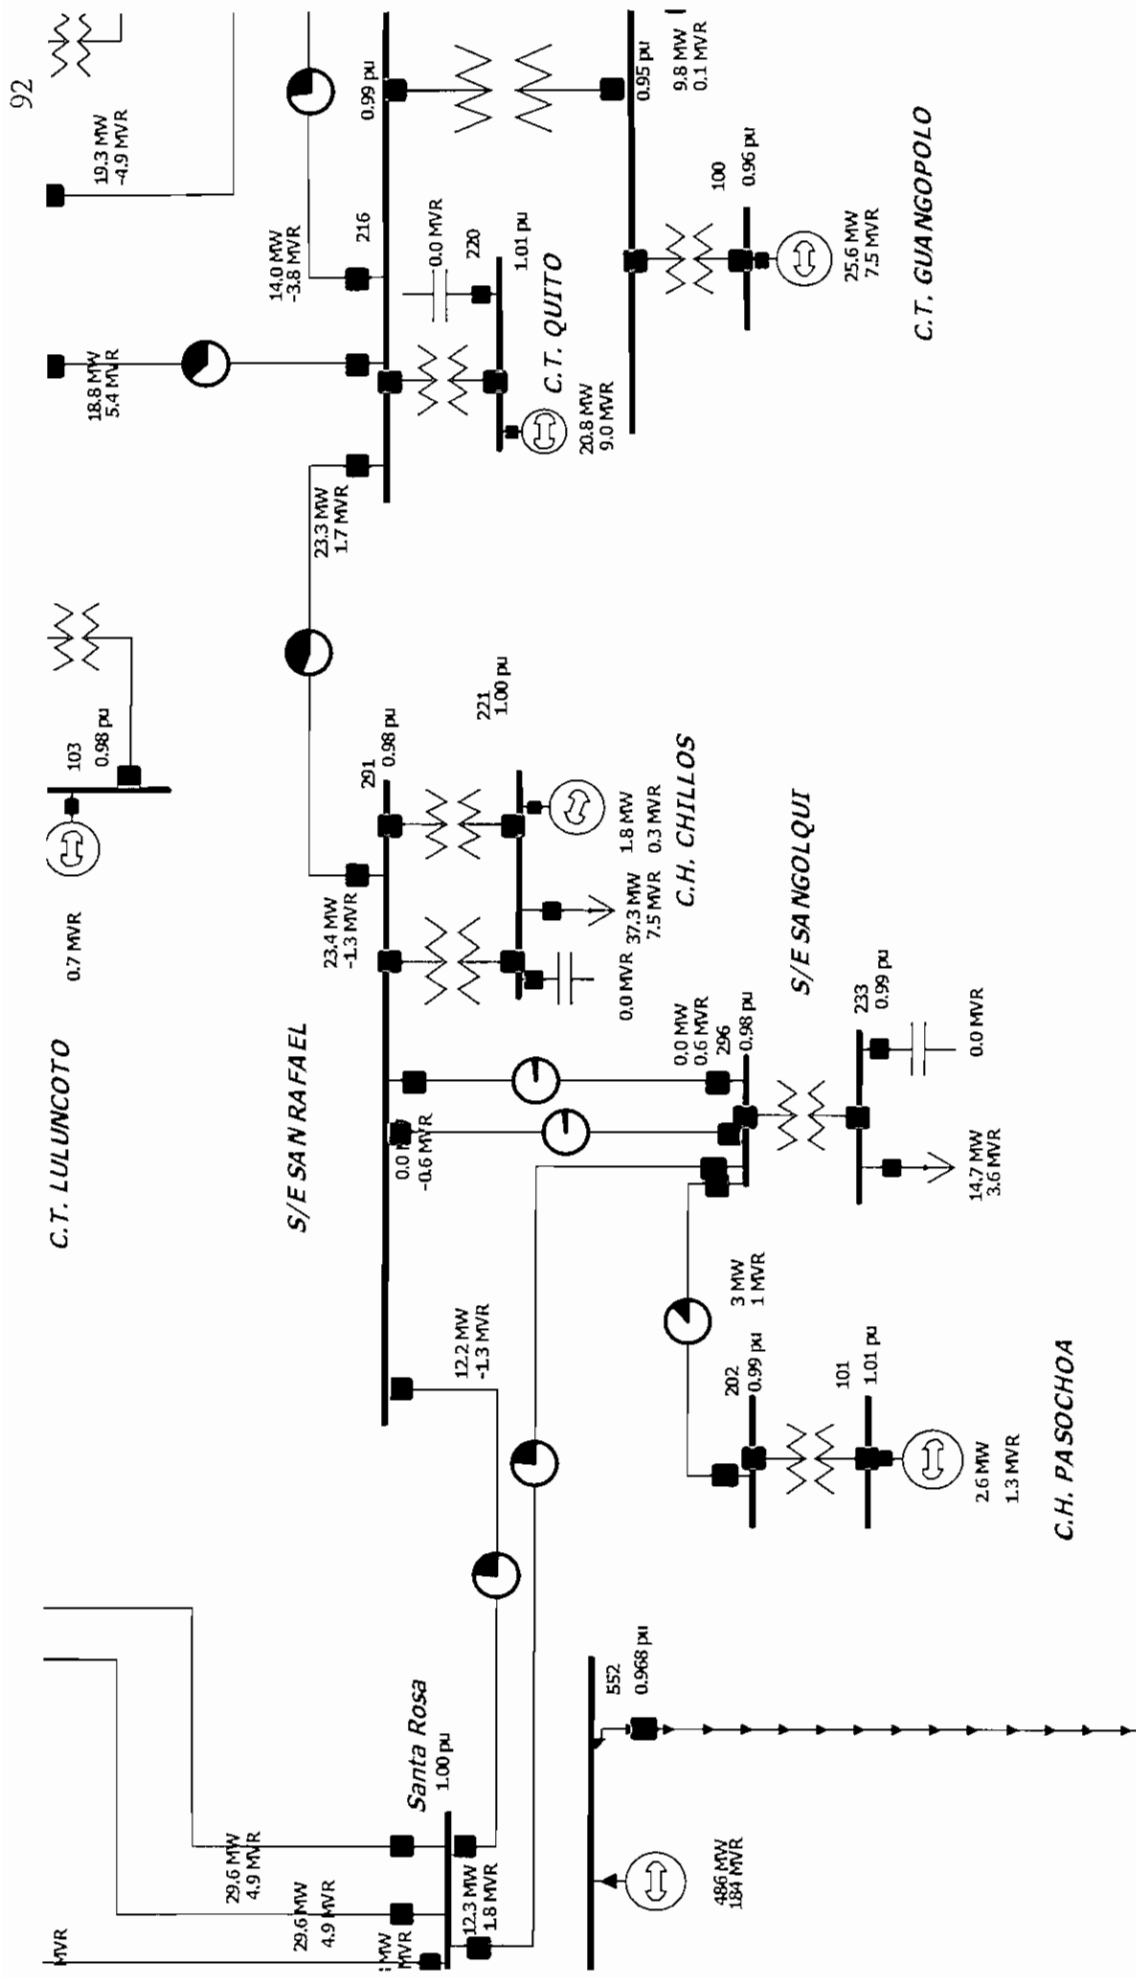 92
19.3 MW
-4.9 MVR
18.8 MW
5.4 MVR
14.0 MW
-3.8 MVR
216
0.99 pu
0.0 MVR
220
1.01 pu
C.T. QUITO
20.8 MW
9.0 MVR
0.95 pu
9.8 MW
0.1 MVR
100
0.96 pu
25.6 MW
7.5 MVR
C.T. GUANGOPOLO
23.3 MW
1.7 MVR
103
0.98 pu
0.7 MVR
C.T. LULUNCOTO
291
0.98 pu
23.4 MW
-1.3 MVR
S/E SAN RAFAEL
221
1.00 pu
1.8 MW
0.3 MVR
37.3 MW
7.5 MVR
0.0 MVR
C.H. CHILLOS
0.0
-0.6 MVR
0.0 MW
0.6 MVR
296
0.98 pu
S/E SANGOLQUI
233
0.99 pu
0.0 MVR
14.7 MW
3.6 MVR
12.2 MW
-1.3 MVR
3 MW
1 MVR
202
0.99 pu
101
1.01 pu
2.6 MW
1.3 MVR
C.H. PASOCHOA
Santa Rosa
1.00 pu
29.6 MW
4.9 MVR
29.6 MW
4.9 MVR
MVR
MW
MVR
12.3 MW
1.8 MVR
552
0.968 pu
486 MW
184 MVR